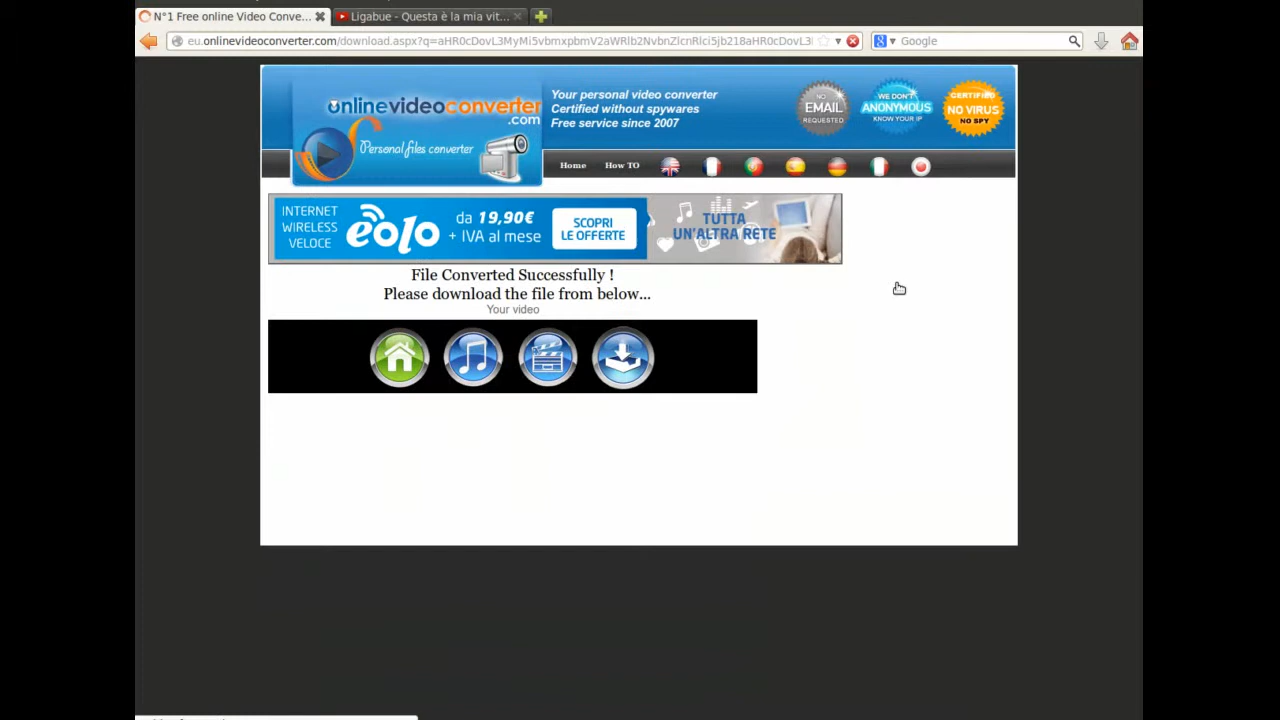 N°1 Free online Video Conve...
Ligabue - Questa è la mia vit...
eu.onlinevideoconverter.com/download.aspx?q=aHR0cDovL3MyMi5vbmxpbmV2aWRlb2NvbnZlcnRlci5jb218aHR0cDovL3I
Google
onlinevideoconverter
.com
Personal files converter
Your personal video converter
Certified without spywares
Free service since 2007
NO
EMAIL
REQUESTED
WE DON'T
ANONYMOUS
KNOW YOUR IP
CERTIFIED
NO VIRUS
NO SPY
Home
How TO
INTERNET
WIRELESS
VELOCE
eolo
da 19,90€
+ IVA al mese
SCOPRI
LE OFFERTE
TUTTA
UN'ALTRA RETE
File Converted Successfully !
Please download the file from below...
Your video